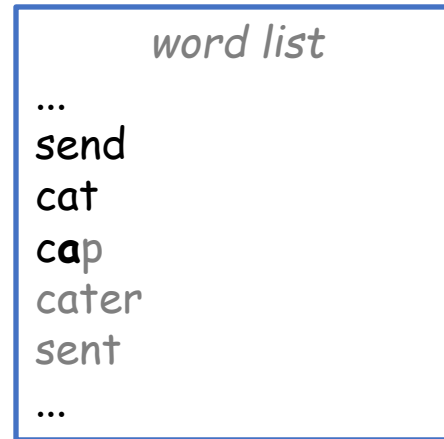 word list
...
send
cat
cap
cater
sent
...